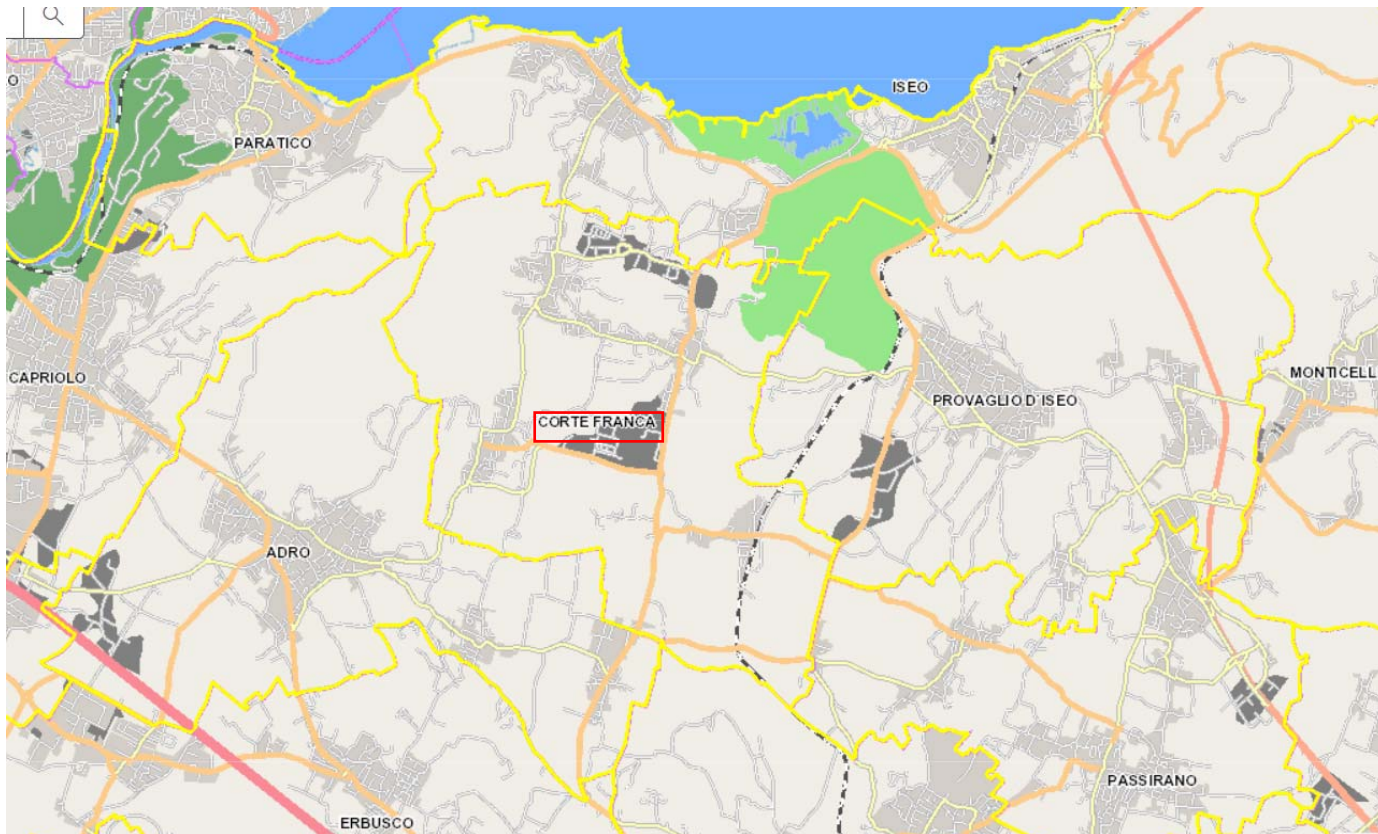 ISEO
PARATICO
O
CAPRIOLO
MONTICELL
PROVAGLIO D'ISEO
CORTE FRANCA
ADRO
PASSIRANO
ERBUSCO